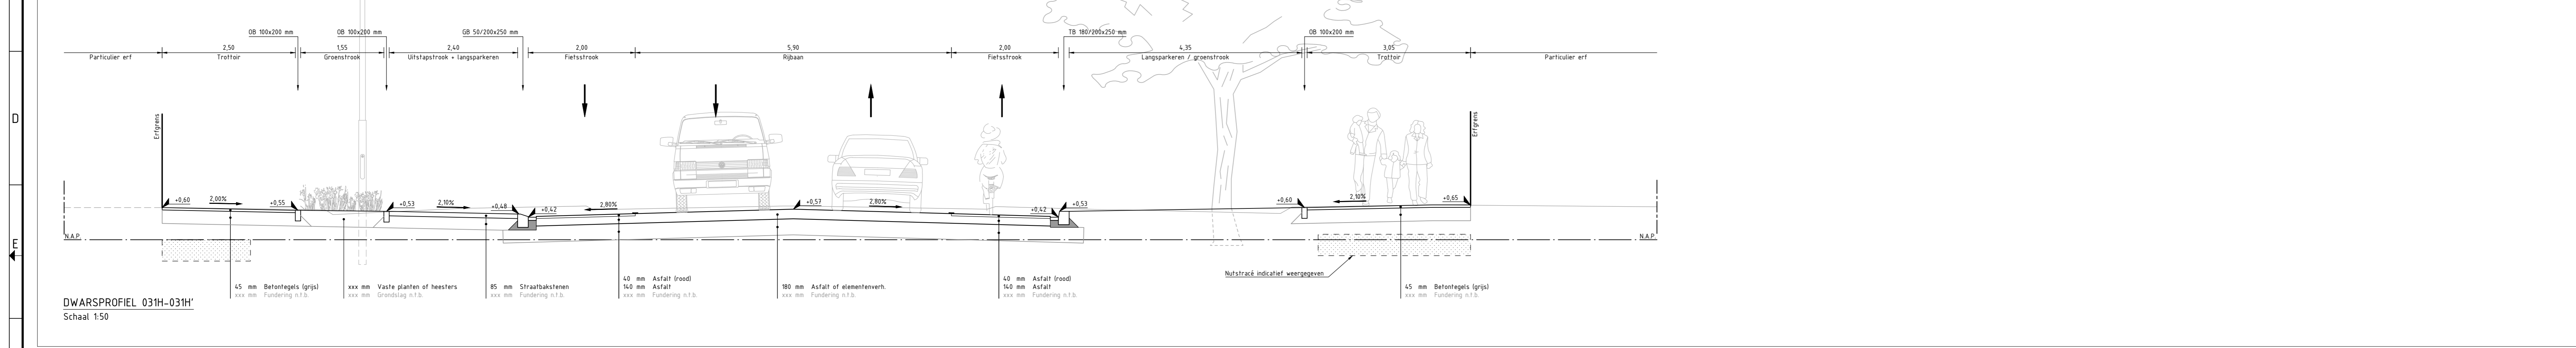 OB 100x200 mm
OB 100x200 mm
GB 50/200x250 mm
TB 180/200x250 mm
OB 100x200 mm
2,50
1,55
2,40
2,00
5,90
2,00
4,35
3,05
Particulier erf
Trottoir
Groenstrook
Uitstapstrook + langsparkeren
Fietsstrook
Rijbaan
Fietsstrook
Langsparkeren / groenstrook
Trottoir
Particulier erf
D
Erfgrens
Erfgrens
+0,60
2,00%
+0,55
+0,53
2,10%
+0,48
+0,42
2,80%
+0,57
2,80%
+0,42
+0,53
+0,60
2,10%
+0,65
N.A.P.
N.A.P.
E
Nutstracé indicatief weergegeven
45 mm Betontegels (grijs)
xxx mm Fundering n.t.b.
xxx mm Vaste planten of heesters
xxx mm Grondslag n.t.b.
85 mm Straatbakstenen
xxx mm Fundering n.t.b.
40 mm Asfalt (rood)
140 mm Asfalt
xxx mm Fundering n.t.b.
180 mm Asfalt of elementenverh.
xxx mm Fundering n.t.b.
40 mm Asfalt (rood)
140 mm Asfalt
xxx mm Fundering n.t.b.
45 mm Betontegels (grijs)
xxx mm Fundering n.t.b.
DWARSPROFIEL 031H-031H'
Schaal 1:50